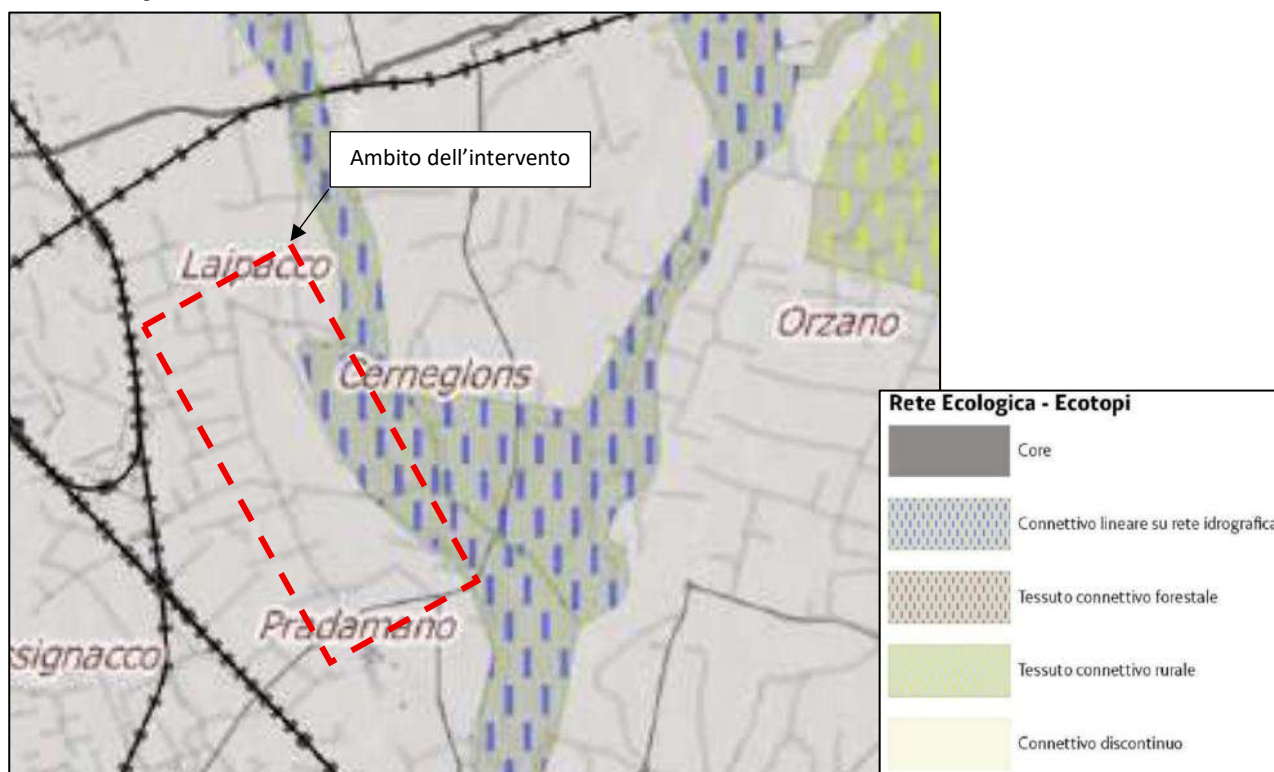 Ambito dell’intervento
Laipacco
Orzano
Cerneglons
Pradamano
ssignacco
Rete Ecologica - Ecotopi
Core
Connettivo lineare su rete idrografica
Tessuto connettivo forestale
Tessuto connettivo rurale
Connettivo discontinuo